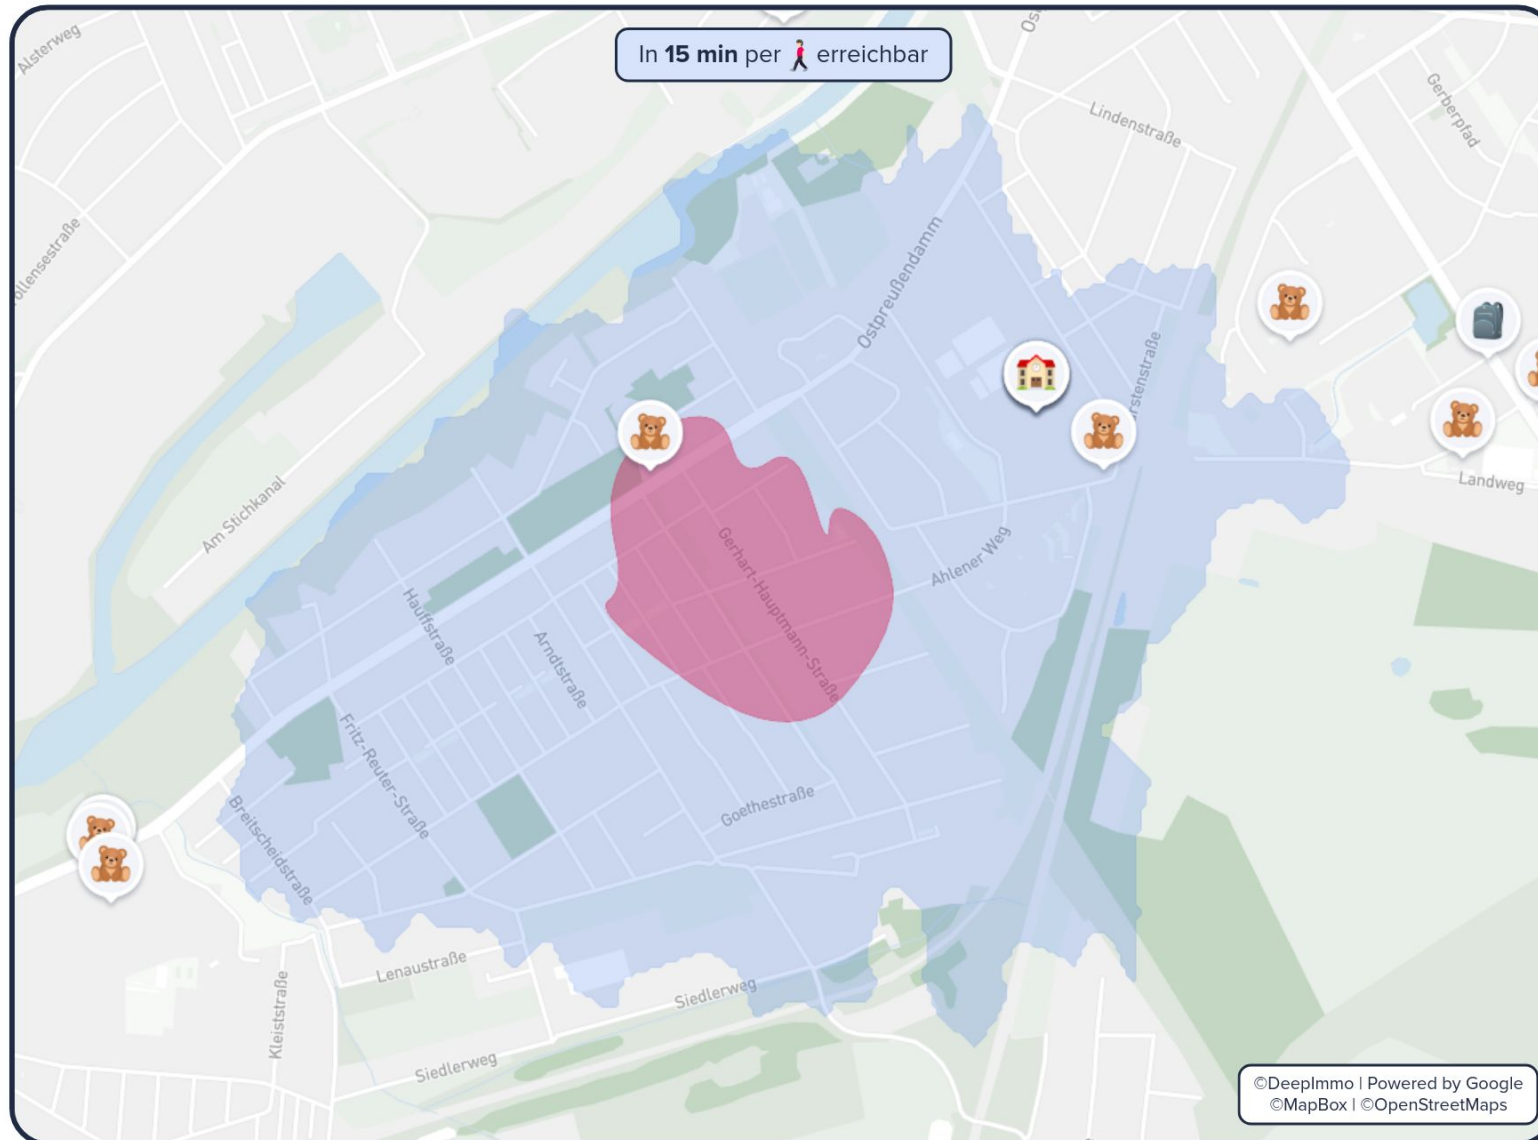 In 15 min per erreichbar
Alsterweg
Lindenstraße
Gerberpfad
Ostpreußendamm
Am Stichkanal
Landweg
Gerhart-Hauptmann-Straße
Ahlener Weg
Hauffstraße
Arndtstraße
Fritz-Reuter-Straße
Goethestraße
Breitscheidstraße
Lenaustraße
Siedlerweg
Kleiststraße
Siedlerweg
©DeepImmo | Powered by Google
©MapBox | ©OpenStreetMaps